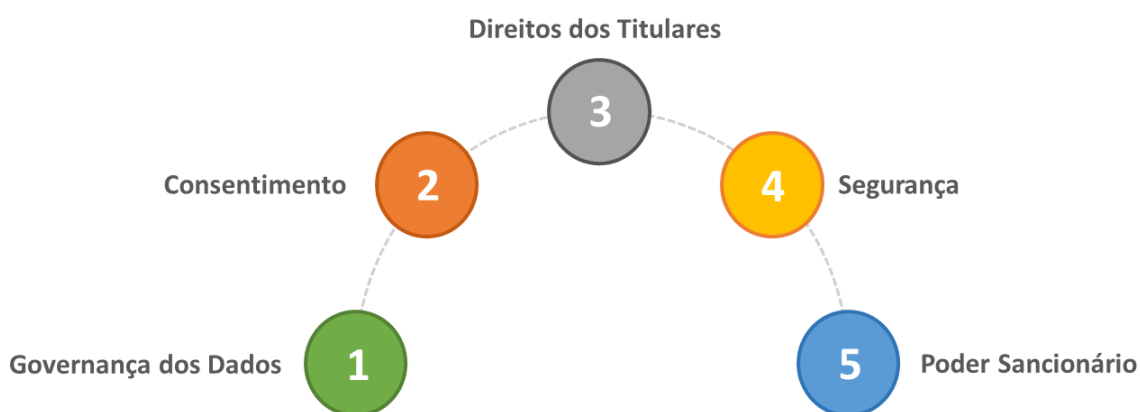 Direitos dos Titulares
3
Consentimento
2
4
Segurança
Governança dos Dados
1
5
Poder Sancionário